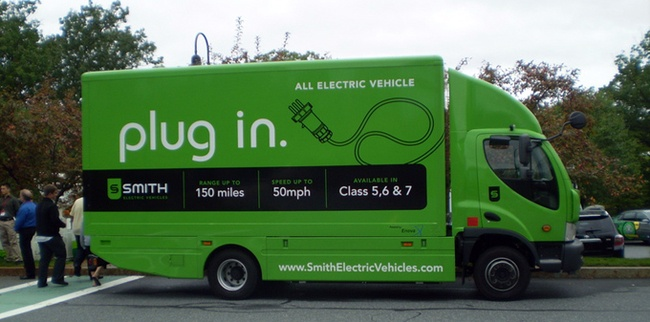 ALL ELECTRIC VEHICLE
plug in.
S SMITH
ELECTRIC VEHICLES
RANGE UP TO
150 miles
SPEED UP TO
50mph
AVAILABLE IN
Class 5,6 & 7
www.SmithElectricVehicles.com